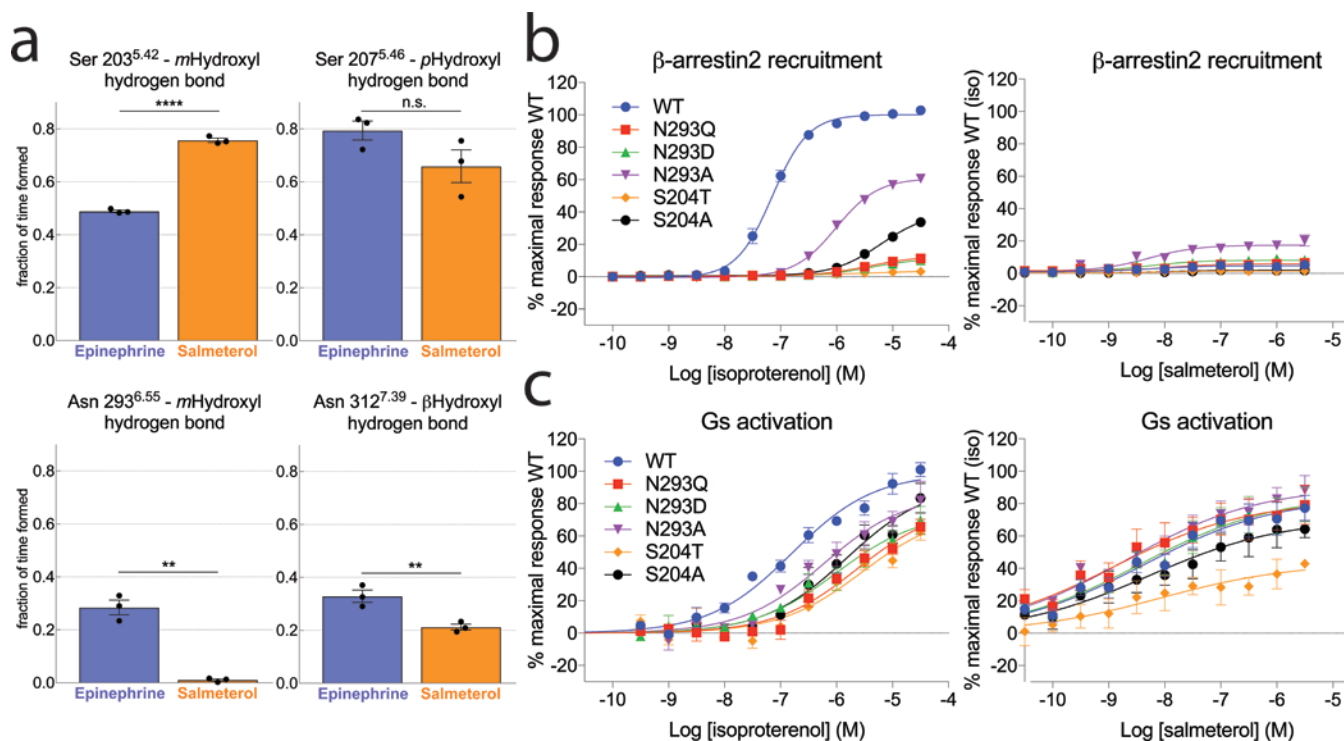 a
Ser 203⁵·⁴² - mHydroxyl
hydrogen bond
fraction of time formed
0.8
0.6
0.4
0.2
0.0
****
Epinephrine Salmeterol
Ser 207⁵·⁴⁶ - pHydroxyl
hydrogen bond
0.8
0.6
0.4
0.2
0.0
n.s.
Epinephrine Salmeterol
Asn 293⁶·⁵⁵ - mHydroxyl
hydrogen bond
fraction of time formed
0.8
0.6
0.4
0.2
0.0
**
Epinephrine Salmeterol
Asn 312⁷·³⁹ - βHydroxyl
hydrogen bond
0.8
0.6
0.4
0.2
0.0
**
Epinephrine Salmeterol
b
β-arrestin2 recruitment
% maximal response WT
120
100
80
60
40
20
0
-20
WT
N293Q
N293D
N293A
S204T
S204A
-10 -9 -8 -7 -6 -5 -4
Log [isoproterenol] (M)
β-arrestin2 recruitment
% maximal response WT (iso)
120
100
80
60
40
20
0
-20
-10 -9 -8 -7 -6 -5
Log [salmeterol] (M)
c
Gs activation
% maximal response WT
120
100
80
60
40
20
0
-20
WT
N293Q
N293D
N293A
S204T
S204A
-10 -9 -8 -7 -6 -5 -4
Log [isoproterenol] (M)
Gs activation
% maximal response WT (iso)
120
100
80
60
40
20
0
-20
-10 -9 -8 -7 -6 -5
Log [salmeterol] (M)